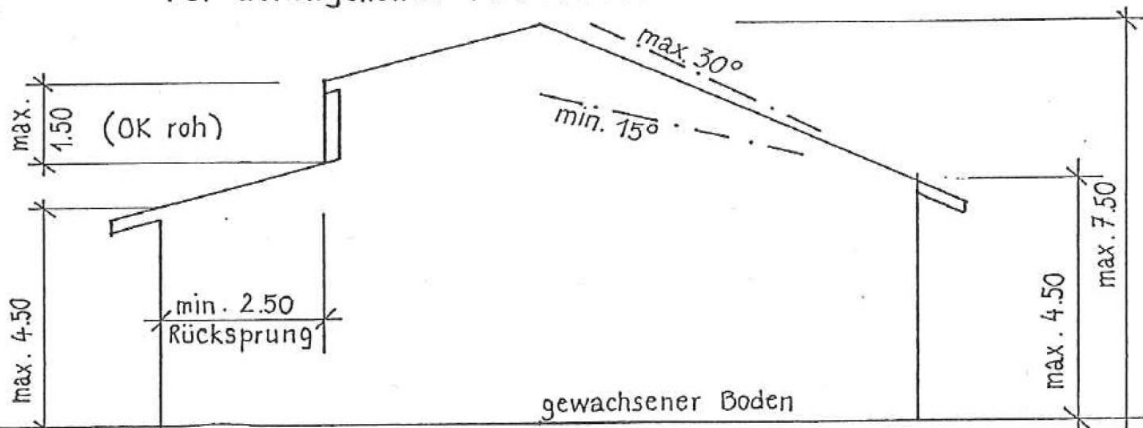 max. 30°
min. 15°
max. 1.50
(OK roh)
max. 4.50
min. 2.50
Rücksprung
gewachsener Boden
max. 4.50
max. 7.50